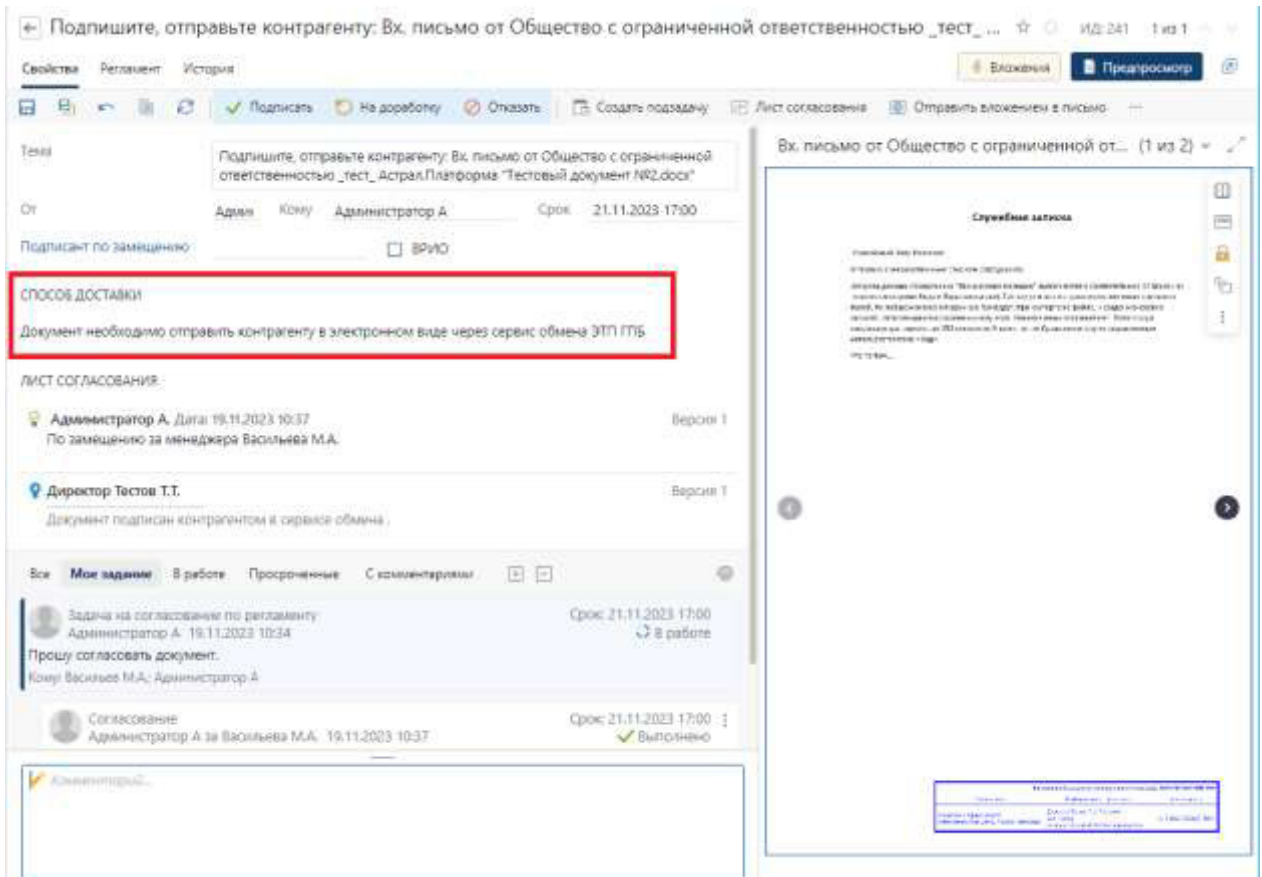 Подпишите, отправьте контрагенту: Вх. письмо от Общество с ограниченной ответственностью _тест_ ... ИД: 241 1 из 1
Свойства Регламент История Вложения Предпросмотр
Подписать На доработку Отказать Создать подзадачу Лист согласования Отправить вложением в письмо ...
Вх. письмо от Общество с ограниченной от... (1 из 2)
Тема Подпишите, отправьте контрагенту: Вх. письмо от Общество с ограниченной
ответственностью _тест_ Астрал.Платформа "Тестовый документ №2.docx"
От Админ Кому Администратор А Срок 21.11.2023 17:00
Подписант по замещению ВРИО
СПОСОБ ДОСТАВКИ
Документ необходимо отправить контрагенту в электронном виде через сервис обмена ЭТП ГПБ
ЛИСТ СОГЛАСОВАНИЯ
Администратор А. Дата: 19.11.2023 10:37 Версия 1
По замещению за менеджера Васильева М.А.
Директор Тестов Т.Т. Версия 1
Документ подписан контрагентом в сервисе обмена .
Все Мое задание В работе Просроченные С комментариями
Задача на согласование по регламенту Срок: 21.11.2023 17:00
Администратор А 19.11.2023 10:34 В работе
Прошу согласовать документ.
Кому: Васильев М.А.; Администратор А
Согласование Срок: 21.11.2023 17:00
Администратор А за Васильева М.А. 19.11.2023 10:37 Выполнено
Комментарий...
Служебная записка